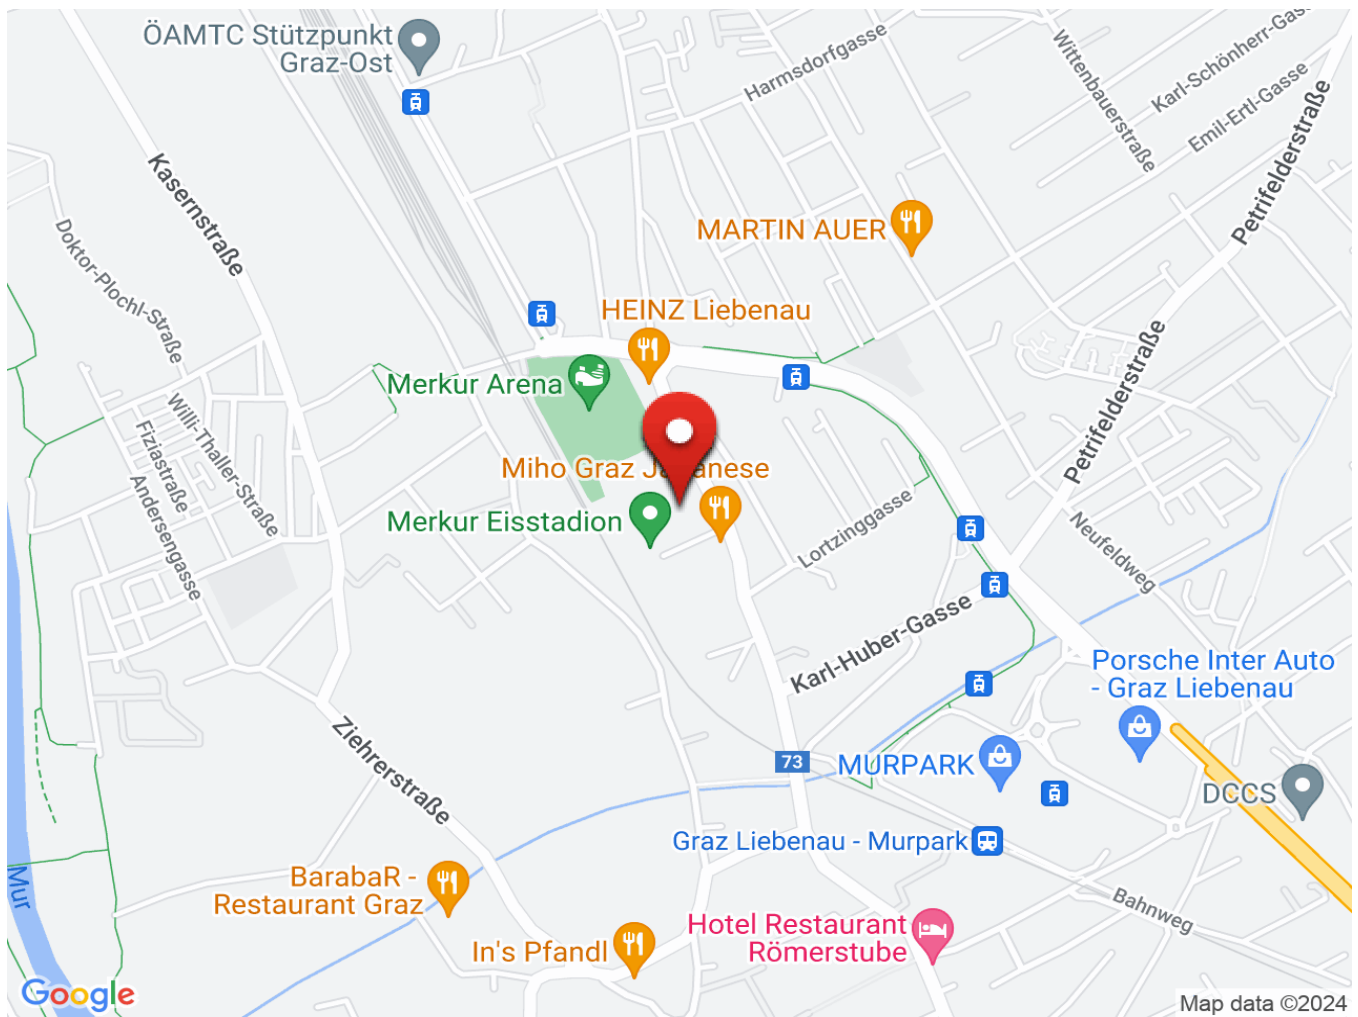 ÖAMTC Stützpunkt
Graz-Ost
Harmsdorfgasse
Wittenbauerstraße
Karl-Schönherr-Gass
Emil-Ertl-Gasse
Kasernstraße
Petrifelderstraße
MARTIN AUER
Doktor-Plochl-Straße
HEINZ Liebenau
Merkur Arena
Petrifelderstraße
Willi-Thaller-Straße
Fiziastraße
Andersengasse
Miho Graz Ja anese
Merkur Eisstadion
Lortzinggasse
Neufeldweg
Karl-Huber-Gasse
Porsche Inter Auto
- Graz Liebenau
Ziehrerstraße
73
MURPARK
DCCS
Graz Liebenau - Murpark
Mur
BarabaR -
Restaurant Graz
Bahnweg
Hotel Restaurant
Römerstube
In's Pfandl
Google
Map data ©2024